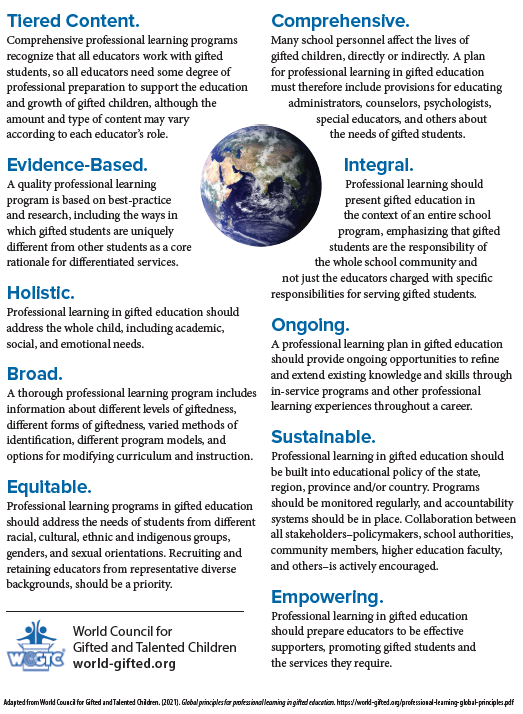 Tiered Content.
Comprehensive professional learning programs
recognize that all educators work with gifted
students, so all educators need some degree of
professional preparation to support the education
and growth of gifted children, although the
amount and type of content may vary
according to each educator's role.
Evidence-Based.
A quality professional learning
program is based on best-practice
and research, including the ways in
which gifted students are uniquely
different from other students as a core
rationale for differentiated services.
Holistic.
Professional learning in gifted education should
address the whole child, including academic,
social, and emotional needs.
Broad.
A thorough professional learning program includes
information about different levels of giftedness,
different forms of giftedness, varied methods of
identification, different program models, and
options for modifying curriculum and instruction.
Equitable.
Professional learning programs in gifted education
should address the needs of students from different
racial, cultural, ethnic and indigenous groups,
genders, and sexual orientations. Recruiting and
retaining educators from representative diverse
backgrounds, should be a priority.
WCGTC
World Council for
Gifted and Talented Children
world-gifted.org
Comprehensive.
Many school personnel affect the lives of
gifted children, directly or indirectly. A plan
for professional learning in gifted education
must therefore include provisions for educating
administrators, counselors, psychologists,
special educators, and others about
the needs of gifted students.
Integral.
Professional learning should
present gifted education in
the context of an entire school
program, emphasizing that gifted
students are the responsibility of
the whole school community and
not just the educators charged with specific
responsibilities for serving gifted students.
Ongoing.
A professional learning plan in gifted education
should provide ongoing opportunities to refine
and extend existing knowledge and skills through
in-service programs and other professional
learning experiences throughout a career.
Sustainable.
Professional learning in gifted education should
be built into educational policy of the state,
region, province and/or country. Programs
should be monitored regularly, and accountability
systems should be in place. Collaboration between
all stakeholders–policymakers, school authorities,
community members, higher education faculty,
and others–is actively encouraged.
Empowering.
Professional learning in gifted education
should prepare educators to be effective
supporters, promoting gifted students and
the services they require.
Adapted from World Council for Gifted and Talented Children. (2021). Global principles for professional learning in gifted education. https://world-gifted.org/professional-learning-global-principles.pdf